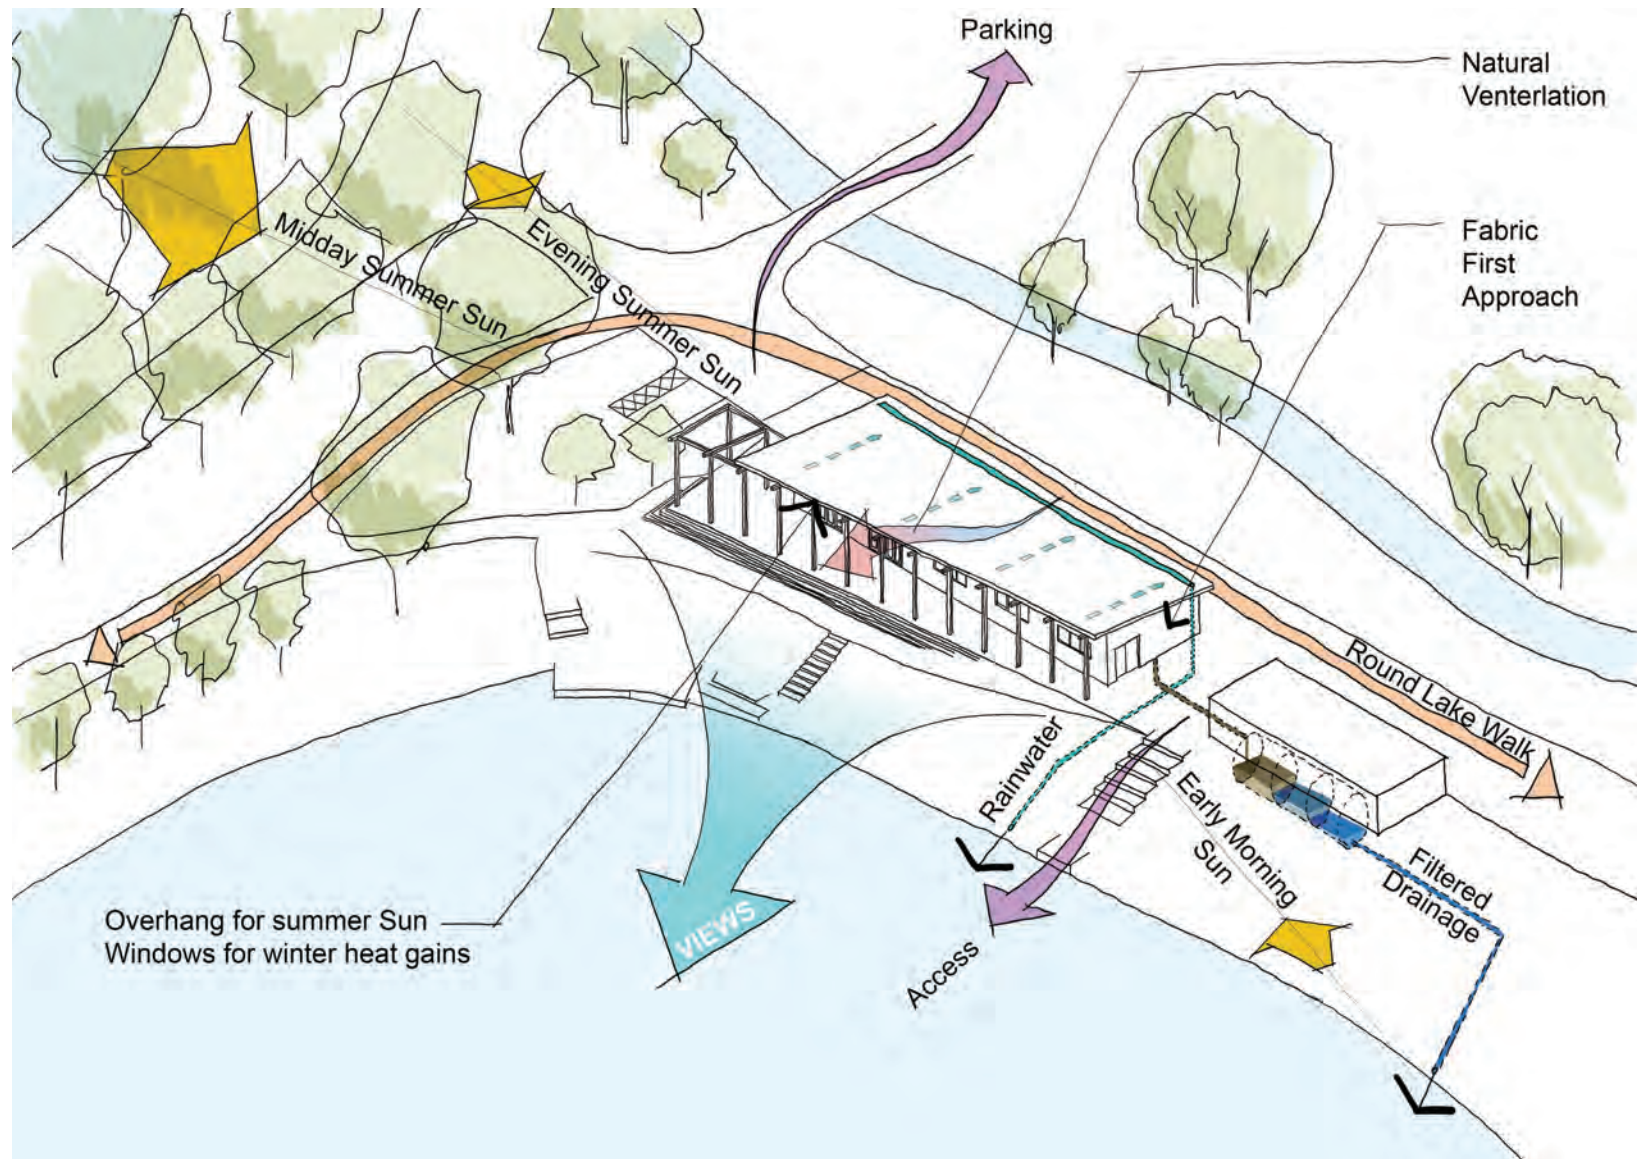 Parking
Natural
Venterlation
Fabric
First
Approach
Midday Summer Sun
Evening Summer Sun
Round Lake Walk
Rainwater
Early Morning
Sun
Filtered
Drainage
VIEWS
Access
Overhang for summer Sun
Windows for winter heat gains